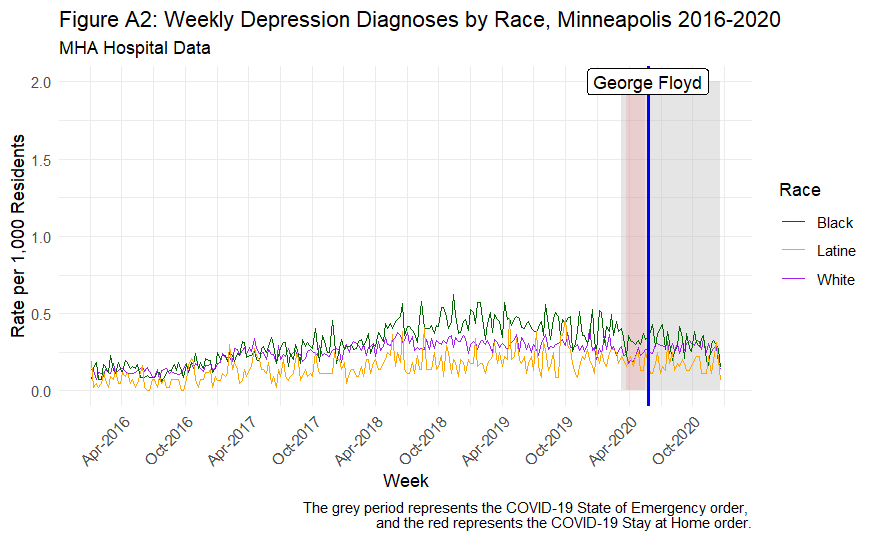 Figure A2: Weekly Depression Diagnoses by Race, Minneapolis 2016-2020
MHA Hospital Data
George Floyd
Rate per 1,000 Residents
2.0
1.5
1.0
0.5
0.0
Apr-2016
Oct-2016
Apr-2017
Oct-2017
Apr-2018
Oct-2018
Apr-2019
Oct-2019
Apr-2020
Oct-2020
Week
Race
Black
Latine
White
The grey period represents the COVID-19 State of Emergency order,
and the red represents the COVID-19 Stay at Home order.